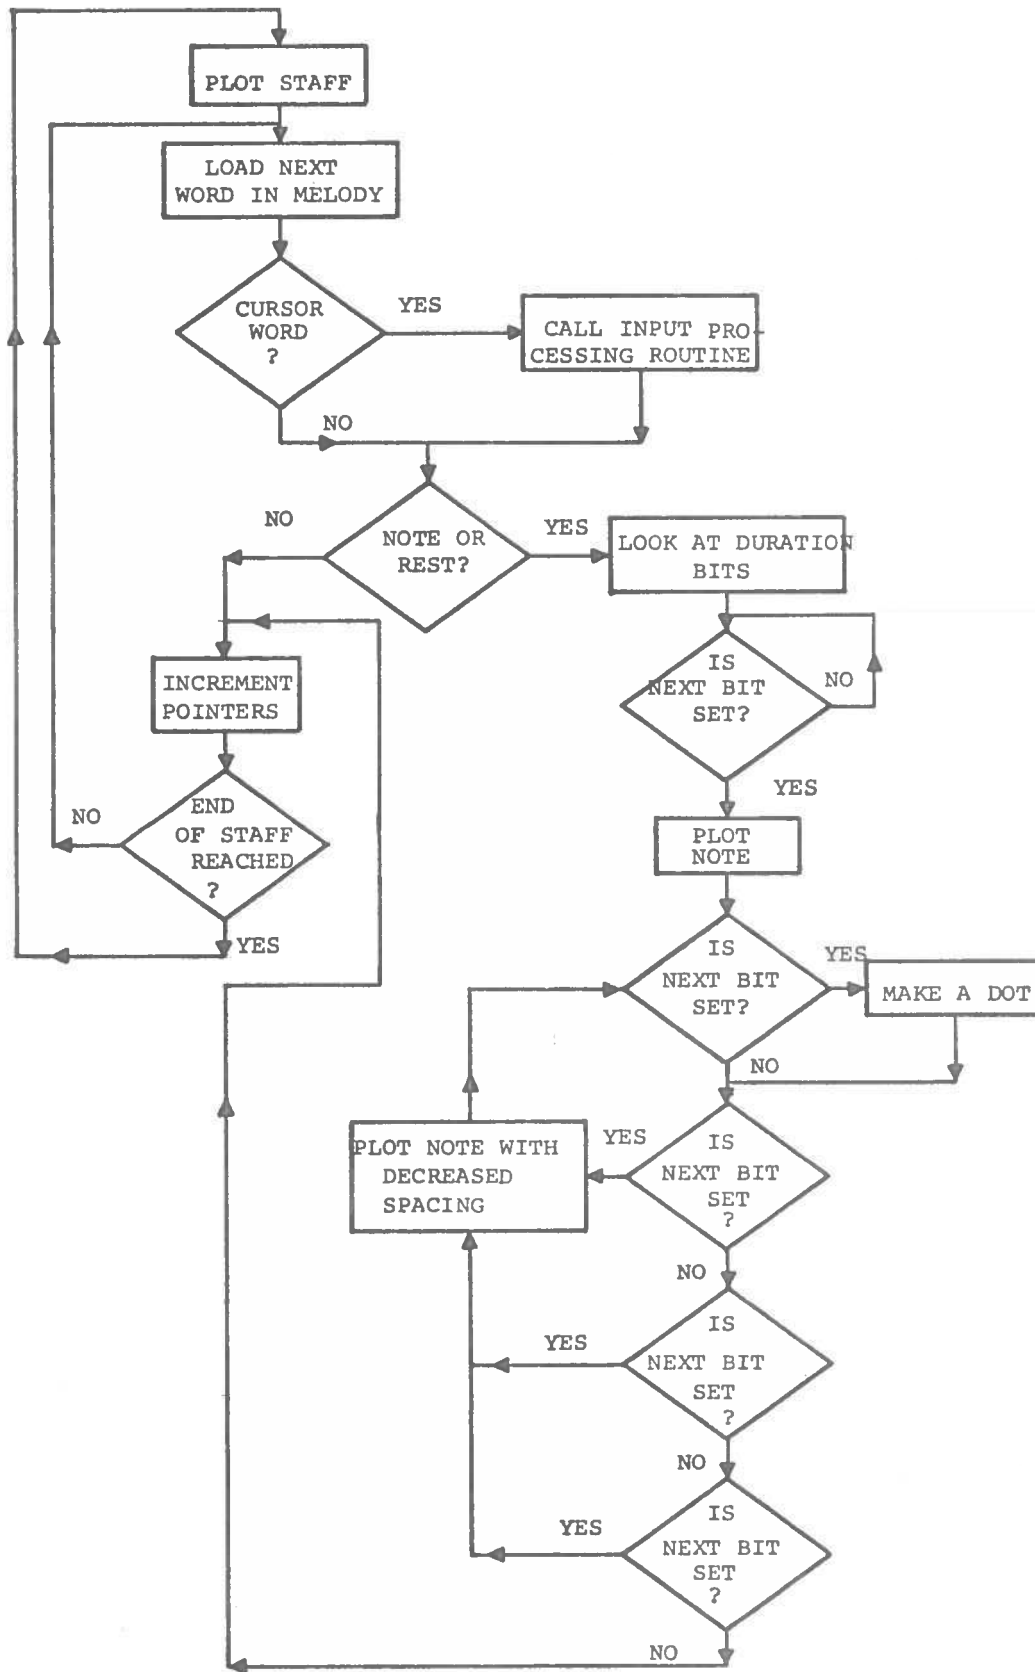 PLOT STAFF
LOAD NEXT
WORD IN MELODY
CURSOR
WORD
?
YES
CALL INPUT PRO-
CESSING ROUTINE
NO
NOTE OR
REST?
NO
YES
LOOK AT DURATION
BITS
IS
NEXT BIT
SET?
NO
YES
INCREMENT
POINTERS
END
OF STAFF
REACHED
?
NO
YES
PLOT
NOTE
IS
NEXT BIT
SET?
YES
MAKE A DOT
NO
IS
NEXT BIT
SET
?
YES
PLOT NOTE WITH
DECREASED
SPACING
NO
IS
NEXT BIT
SET
?
YES
NO
IS
NEXT BIT
SET
?
YES
NO